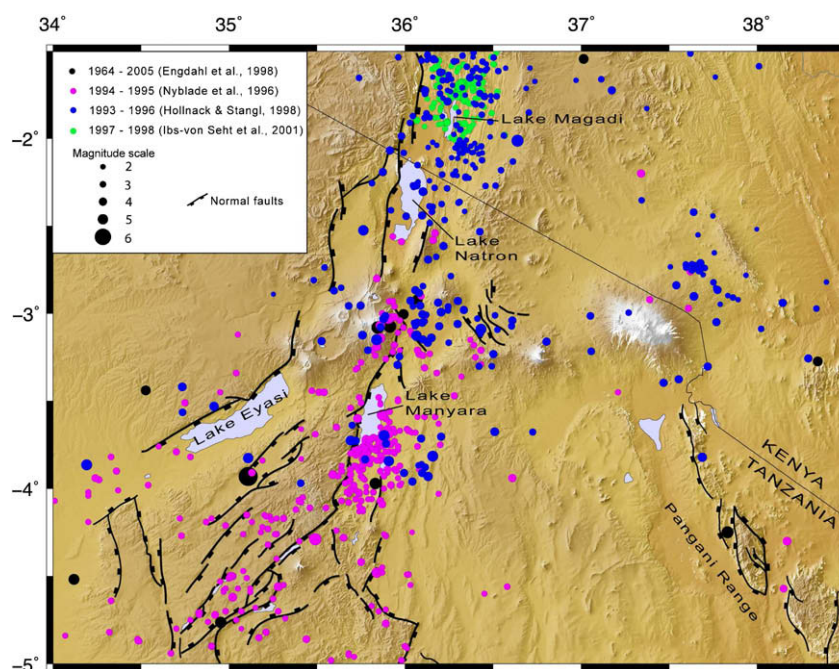 34°
35°
36°
37°
38°
1964 - 2005 (Engdahl et al., 1998)
1994 - 1995 (Nyblade et al., 1996)
1993 - 1996 (Hollnack & Stangl, 1998)
1997 - 1998 (Ibs-von Seht et al., 2001)
Magnitude scale
2
3
4
5
6
Normal faults
−2°
−3°
−4°
−5°
Lake Magadi
Lake
Natron
Lake Eyasi
Lake
Manyara
KENYA
TANZANIA
Pangani Range